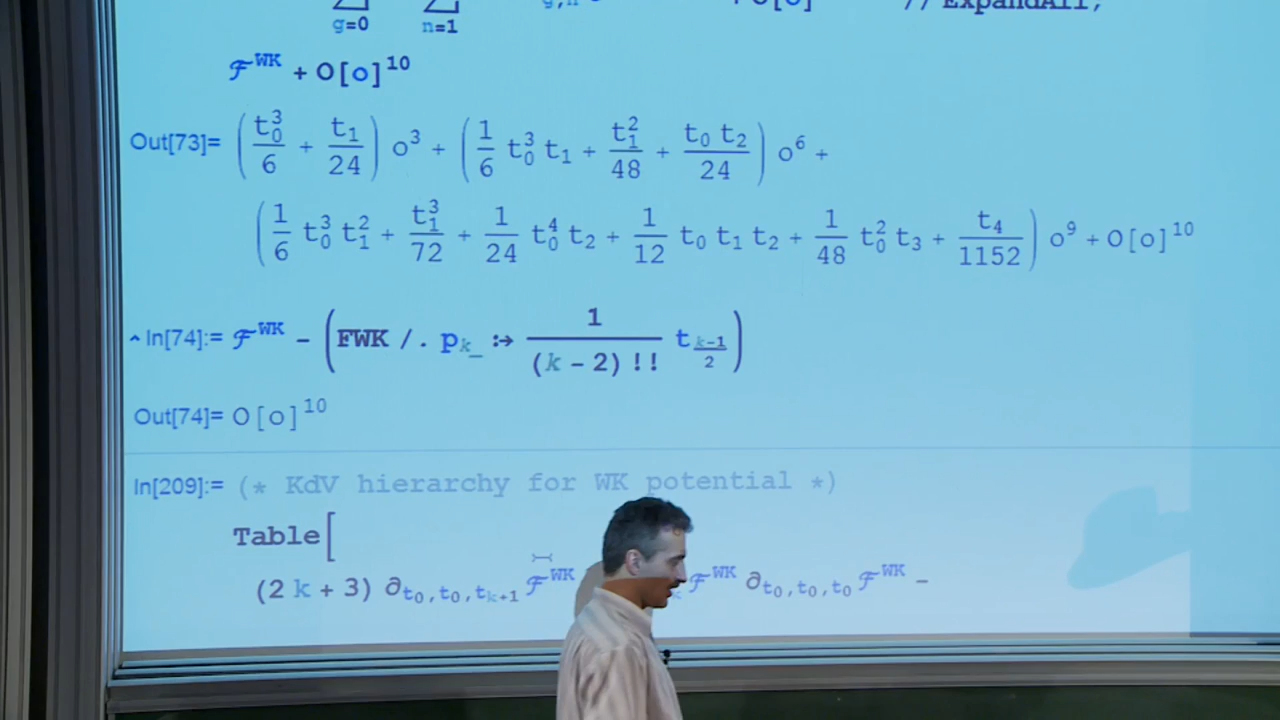 g=0 n=1 // ExpandAll;
ℱ^WK + O[o]^10
Out[73]= (t_0^3/6 + t_1/24) o^3 + (1/6 t_0^3 t_1 + t_1^2/48 + t_0 t_2/24) o^6 +
(1/6 t_0^3 t_1^2 + t_1^3/72 + 1/24 t_0^4 t_2 + 1/12 t_0 t_1 t_2 + 1/48 t_0^2 t_3 + t_4/1152) o^9 + O[o]^10
In[74]:= ℱ^WK - (FWK /. p_k_ :→ 1/(k - 2)!! t_(k-1)/2)
Out[74]= O[o]^10
In[209]:= (* KdV hierarchy for WK potential *)
Table[
(2 k + 3) ∂_t_0,t_0,t_k+1 ℱ^WK ℱ^WK ∂_t_0,t_0,t_0 ℱ^WK -